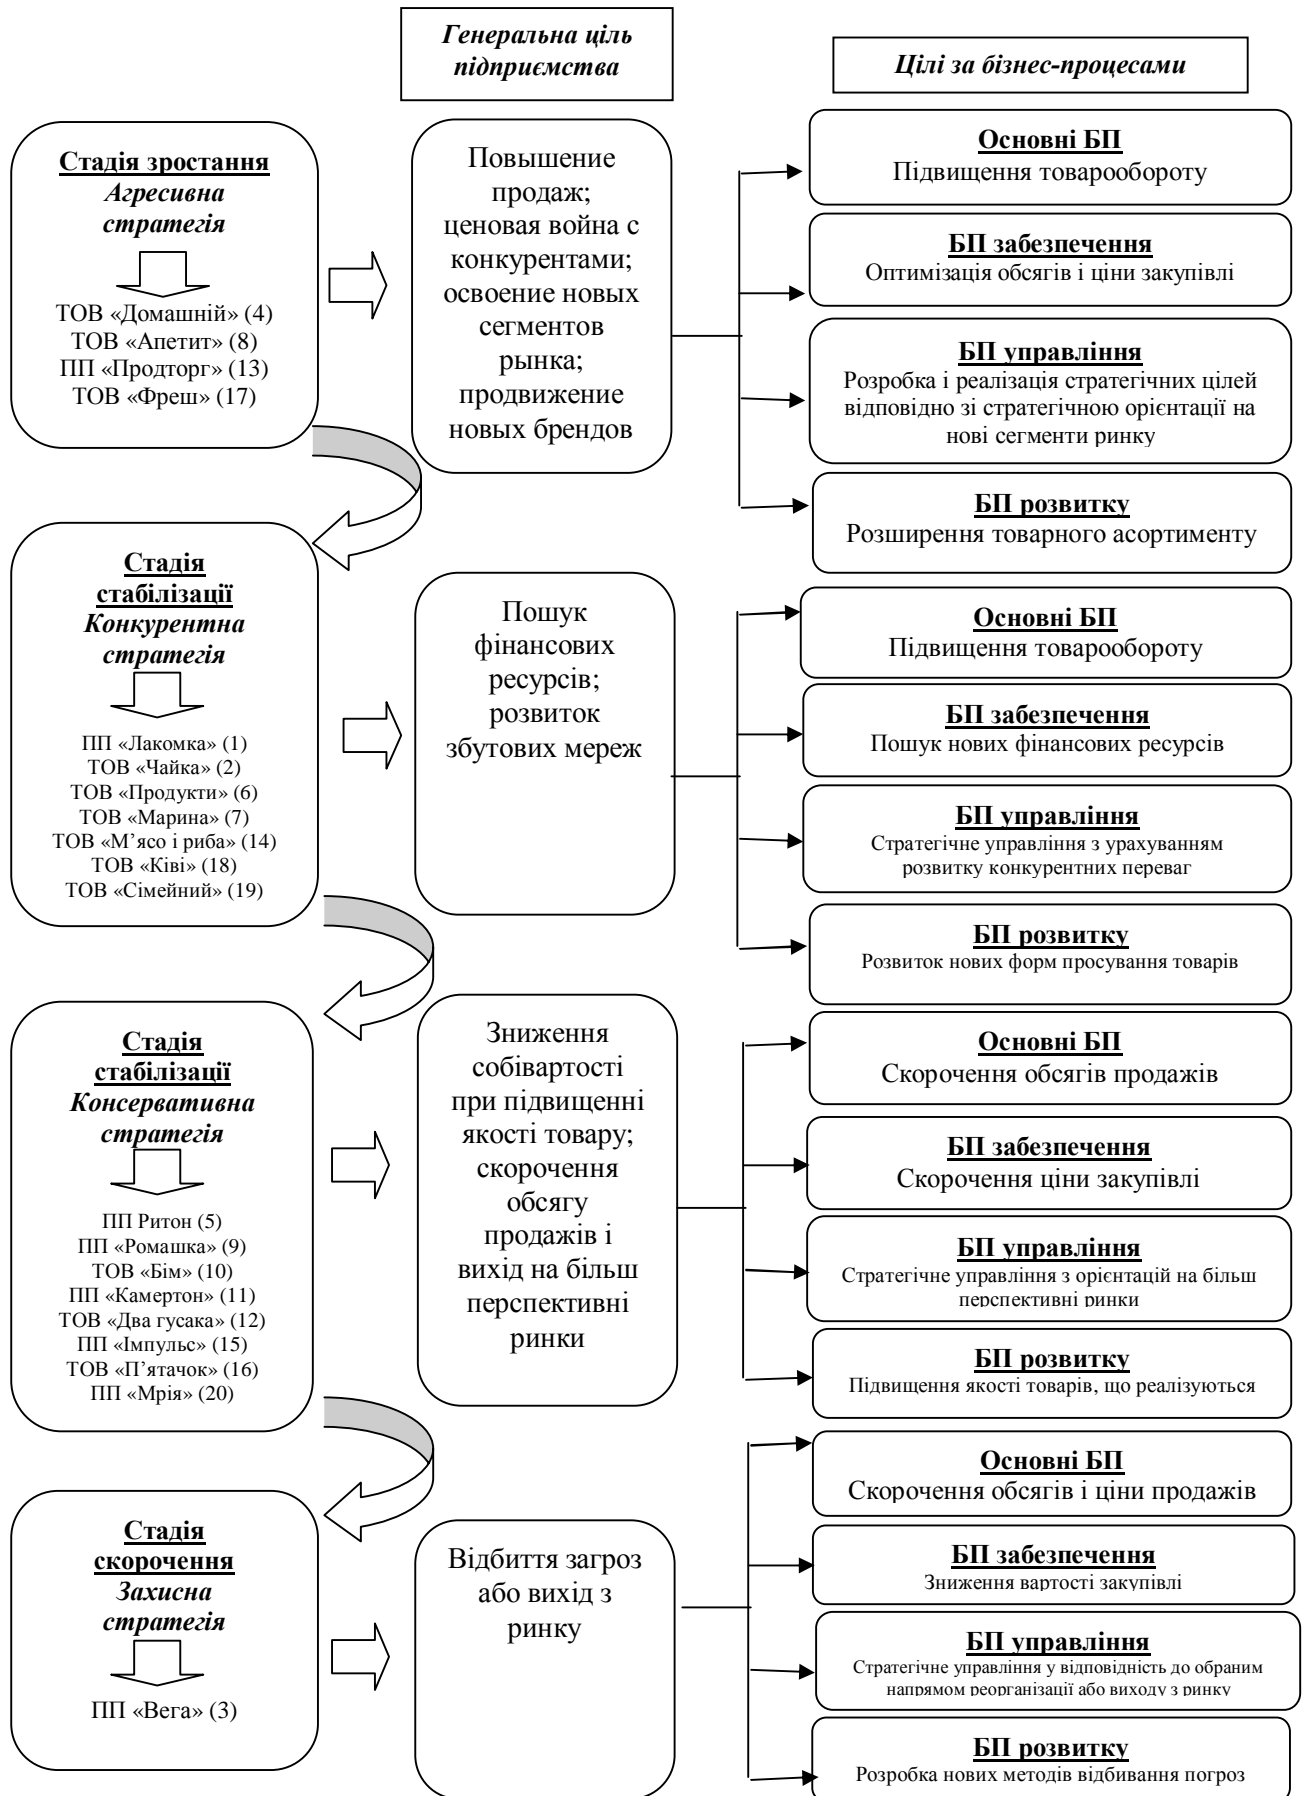 Генеральна ціль
підприємства
Цілі за бізнес-процесами
Стадія зростання
Агресивна
стратегія
ТОВ «Домашній» (4)
ТОВ «Апетит» (8)
ПП «Продторг» (13)
ТОВ «Фреш» (17)
Повышение
продаж;
ценовая война с
конкурентами;
освоение новых
сегментов
рынка;
продвижение
новых брендов
Основні БП
Підвищення товарообороту
БП забезпечення
Оптимізація обсягів і ціни закупівлі
БП управління
Розробка і реалізація стратегічних цілей
відповідно зі стратегічною орієнтації на
нові сегменти ринку
БП розвитку
Розширення товарного асортименту
Стадія
стабілізації
Конкурентна
стратегія
ПП «Лакомка» (1)
ТОВ «Чайка» (2)
ТОВ «Продукти» (6)
ТОВ «Марина» (7)
ТОВ «М’ясо і риба» (14)
ТОВ «Ківі» (18)
ТОВ «Сімейний» (19)
Пошук
фінансових
ресурсів;
розвиток
збутових мереж
Основні БП
Підвищення товарообороту
БП забезпечення
Пошук нових фінансових ресурсів
БП управління
Стратегічне управління з урахуванням
розвитку конкурентних переваг
БП розвитку
Розвиток нових форм просування товарів
Стадія
стабілізації
Консервативна
стратегія
ПП Ритон (5)
ПП «Ромашка» (9)
ТОВ «Бім» (10)
ПП «Камертон» (11)
ТОВ «Два гусака» (12)
ПП «Імпульс» (15)
ТОВ «П’ятачок» (16)
ПП «Мрія» (20)
Зниження
собівартості
при підвищенні
якості товару;
скорочення
обсягу
продажів і
вихід на більш
перспективні
ринки
Основні БП
Скорочення обсягів продажів
БП забезпечення
Скорочення ціни закупівлі
БП управління
Стратегічне управління з орієнтацій на більш
перспективні ринки
БП розвитку
Підвищення якості товарів, що реалізуються
Стадія
скорочення
Захисна
стратегія
ПП «Вега» (3)
Відбиття загроз
або вихід з
ринку
Основні БП
Скорочення обсягів і ціни продажів
БП забезпечення
Зниження вартості закупівлі
БП управління
Стратегічне управління у відповідність до обраним
напрямом реорганізації або виходу з ринку
БП розвитку
Розробка нових методів відбивання погроз